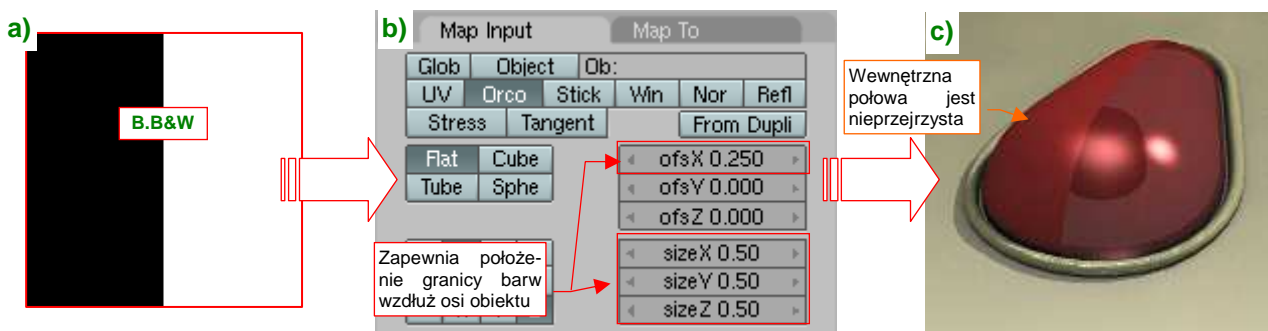 a)
B.B&W
b)
Map Input
Map To
Glob Object Ob:
UV Orco Stick Win Nor Refl
Stress Tangent From Dupli
Flat Cube
Tube Sphe
ofsX 0.250
ofsY 0.000
ofsZ 0.000
sizeX 0.50
sizeY 0.50
sizeZ 0.50
Zapewnia położe-
nie granicy barw
wzdłuż osi obiektu
c)
Wewnętrzna
połowa jest
nieprzejrzysta